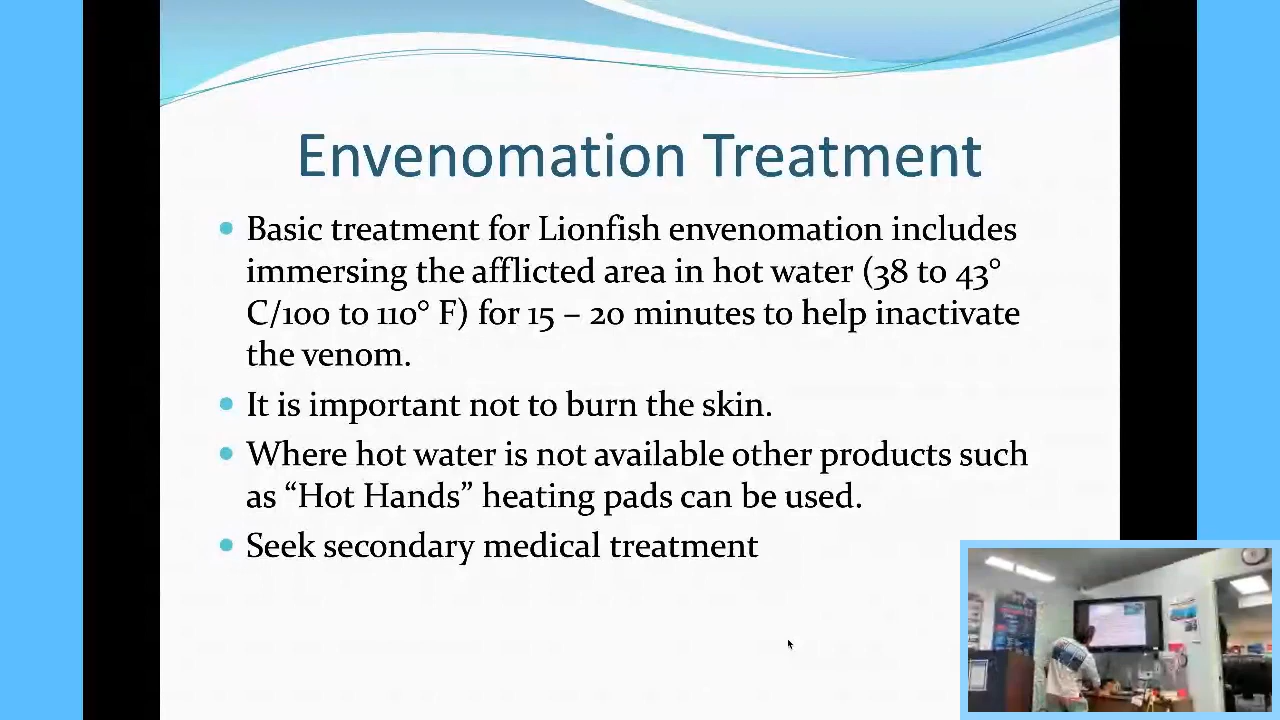 Envenomation Treatment
• Basic treatment for Lionfish envenomation includes
immersing the afflicted area in hot water (38 to 43°
C/100 to 110° F) for 15 – 20 minutes to help inactivate
the venom.
• It is important not to burn the skin.
• Where hot water is not available other products such
as “Hot Hands” heating pads can be used.
• Seek secondary medical treatment